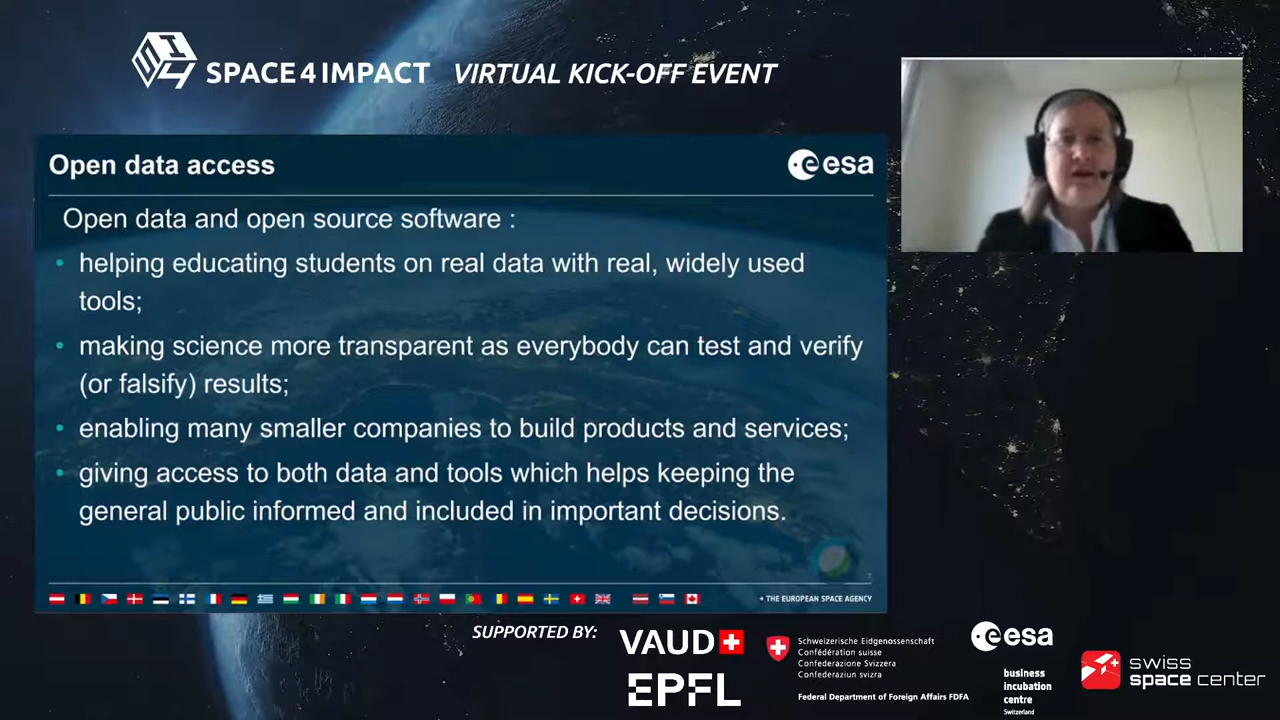 SPACE4IMPACT VIRTUAL KICK-OFF EVENT
Open data access
esa
Open data and open source software :
• helping educating students on real data with real, widely used
tools;
• making science more transparent as everybody can test and verify
(or falsify) results;
• enabling many smaller companies to build products and services;
• giving access to both data and tools which helps keeping the
general public informed and included in important decisions.
THE EUROPEAN SPACE AGENCY
SUPPORTED BY:
VAUD
EPFL
Schweizerische Eidgenossenschaft
Confédération suisse
Confederazione Svizzera
Confederaziun svizra
Federal Department of Foreign Affairs FDFA
esa
business
incubation
centre
Switzerland
swiss
space center